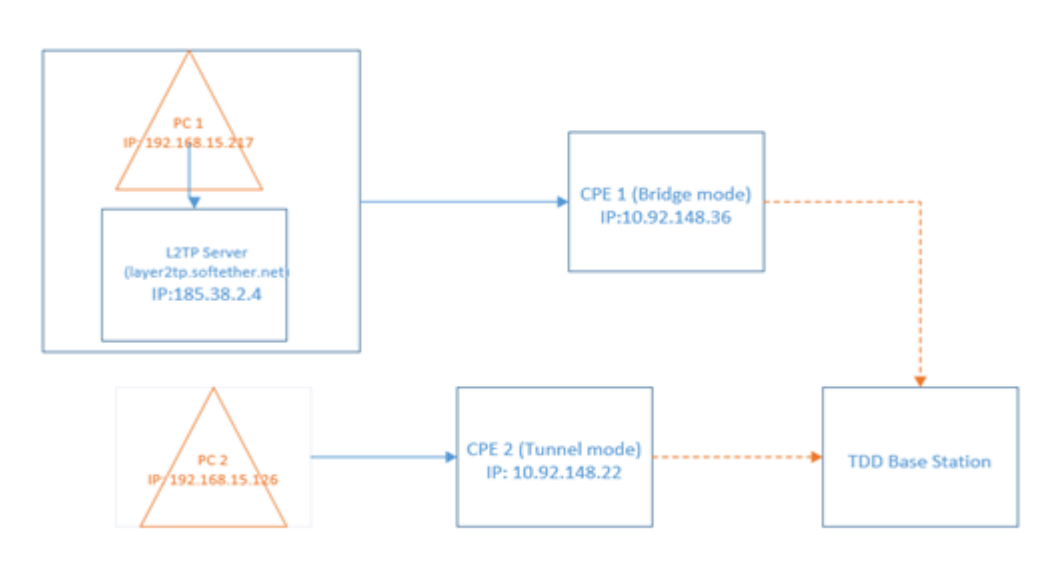 PC 1
IP: 192.168.15.217
L2TP Server
(layer2tp.softether.net)
IP:185.38.2.4
CPE 1 (Bridge mode)
IP:10.92.148.36
PC 2
IP: 192.168.15.126
CPE 2 (Tunnel mode)
IP: 10.92.148.22
TDD Base Station